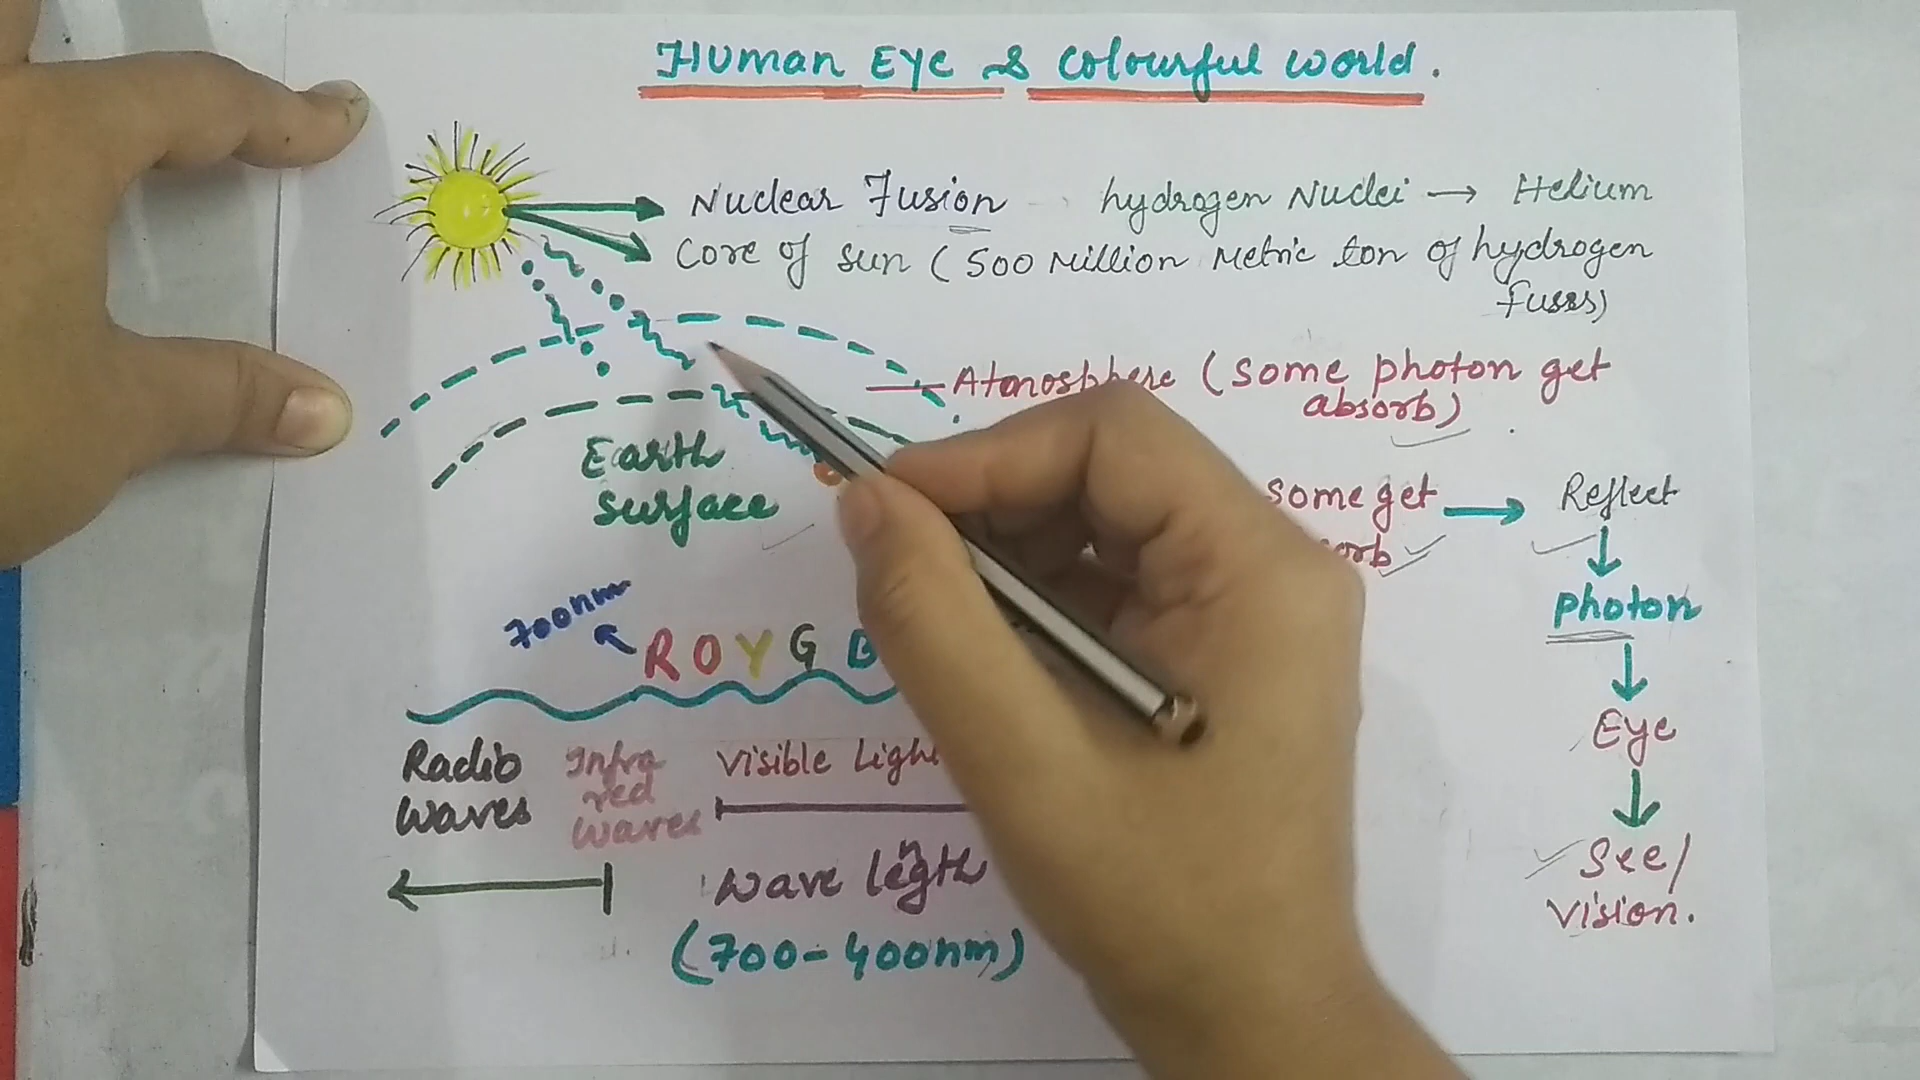 Human Eye & Colourful world.
Nuclear Fusion hydrogen Nuclei → Helium
Core of sun (500 Million Metric ton of hydrogen
fuses)
Atmosphere (some photon get
absorb)
Earth
surface
some get → Reflect
photon
700nm
R O Y G B
Eye
Radio
waves
Infra
red
waves
Visible Light
See/
vision.
Wave length
(700-400nm)